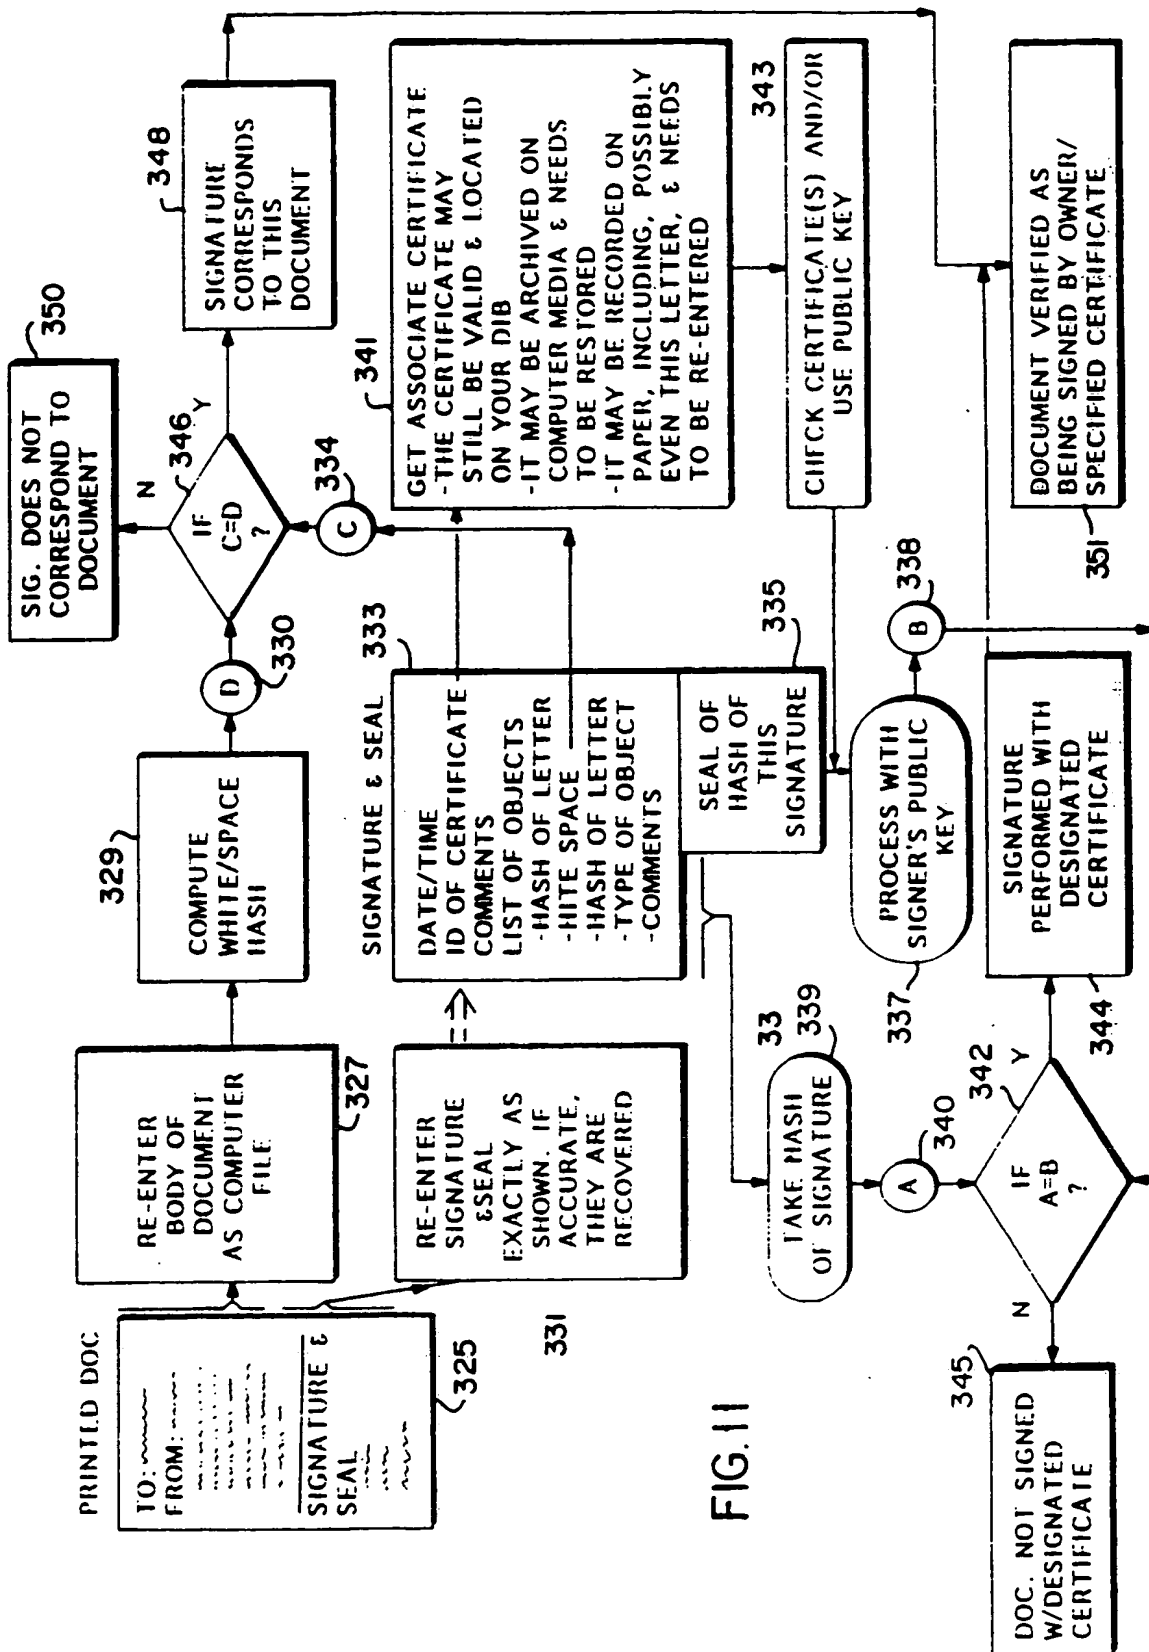 PRINTED DOC
TO:
FROM:
SIGNATURE &
SEAL
325
RE-ENTER
BODY OF
DOCUMENT
AS COMPUTER
FILE
327
COMPUTE
WHITE/SPACE
HASH
329
D
330
IF
C=D
?
346
N
Y
SIG. DOES NOT
CORRESPOND TO
DOCUMENT
350
SIGNATURE
CORRESPONDS
TO THIS
DOCUMENT
348
C
334
331
RE-ENTER
SIGNATURE
&SEAL
EXACTLY AS
SHOWN. IF
ACCURATE,
THEY ARE
RECOVERED
SIGNATURE & SEAL
333
DATE/TIME
ID OF CERTIFICATE
COMMENTS
LIST OF OBJECTS
-HASH OF LETTER
-HITE SPACE
-HASH OF LETTER
-TYPE OF OBJECT
-COMMENTS
SEAL OF
HASH OF
THIS
SIGNATURE
335
341
GET ASSOCIATE CERTIFICATE
-THE CERTIFICATE MAY
STILL BE VALID & LOCATED
ON YOUR DIB
-IT MAY BE ARCHIVED ON
COMPUTER MEDIA & NEEDS
TO BE RESTORED
-IT MAY BE RECORDED ON
PAPER, INCLUDING, POSSIBLY
EVEN THIS LETTER, & NEEDS
TO BE RE-ENTERED
343
CHECK CERTIFICATE(S) AND/OR
USE PUBLIC KEY
33
339
TAKE HASH
OF SIGNATURE
A
340
PROCESS WITH
SIGNER'S PUBLIC
KEY
337
B
338
IF
A=B
?
342
N
Y
345
DOC. NOT SIGNED
W/DESIGNATED
CERTIFICATE
SIGNATURE
PERFORMED WITH
DESIGNATED
CERTIFICATE
344
DOCUMENT VERIFIED AS
BEING SIGNED BY OWNER/
SPECIFIED CERTIFICATE
351
FIG.11